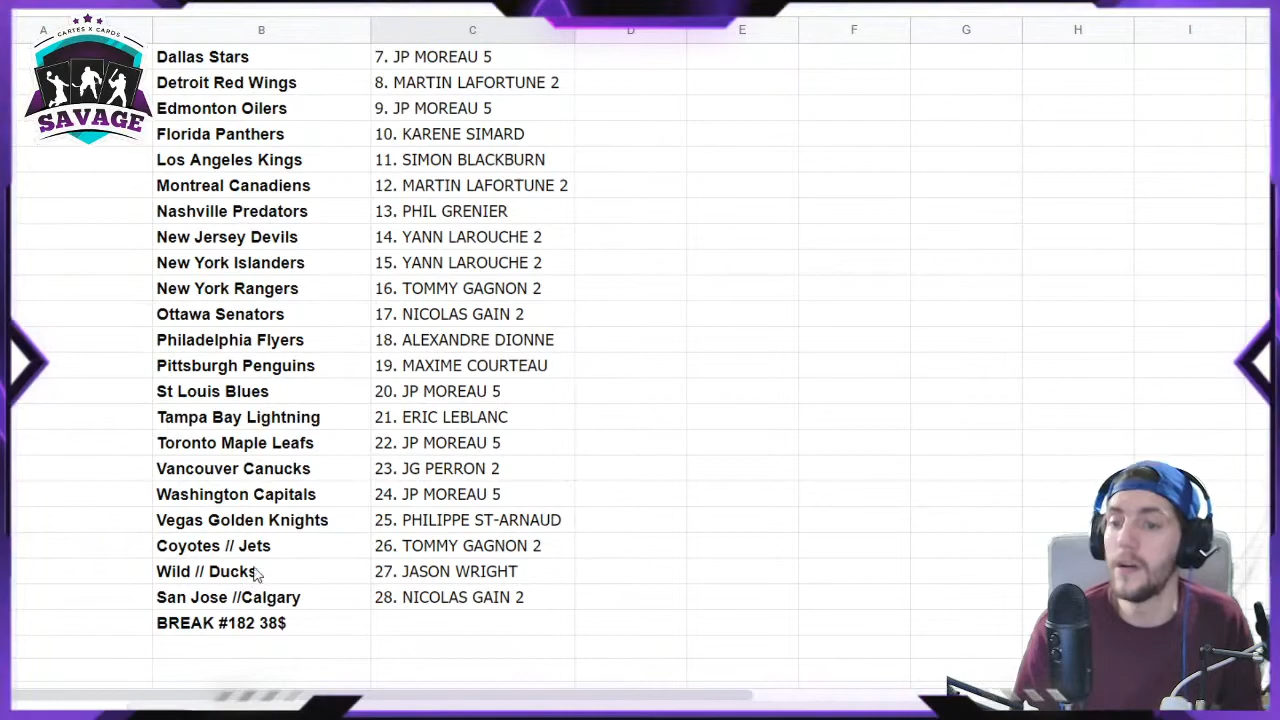 A B C D E F G H I
CARTES X CARDS
SAVAGE
Dallas Stars 7. JP MOREAU 5
Detroit Red Wings 8. MARTIN LAFORTUNE 2
Edmonton Oilers 9. JP MOREAU 5
Florida Panthers 10. KARENE SIMARD
Los Angeles Kings 11. SIMON BLACKBURN
Montreal Canadiens 12. MARTIN LAFORTUNE 2
Nashville Predators 13. PHIL GRENIER
New Jersey Devils 14. YANN LAROUCHE 2
New York Islanders 15. YANN LAROUCHE 2
New York Rangers 16. TOMMY GAGNON 2
Ottawa Senators 17. NICOLAS GAIN 2
Philadelphia Flyers 18. ALEXANDRE DIONNE
Pittsburgh Penguins 19. MAXIME COURTEAU
St Louis Blues 20. JP MOREAU 5
Tampa Bay Lightning 21. ERIC LEBLANC
Toronto Maple Leafs 22. JP MOREAU 5
Vancouver Canucks 23. JG PERRON 2
Washington Capitals 24. JP MOREAU 5
Vegas Golden Knights 25. PHILIPPE ST-ARNAUD
Coyotes // Jets 26. TOMMY GAGNON 2
Wild // Ducks 27. JASON WRIGHT
San Jose //Calgary 28. NICOLAS GAIN 2
BREAK #182 38$